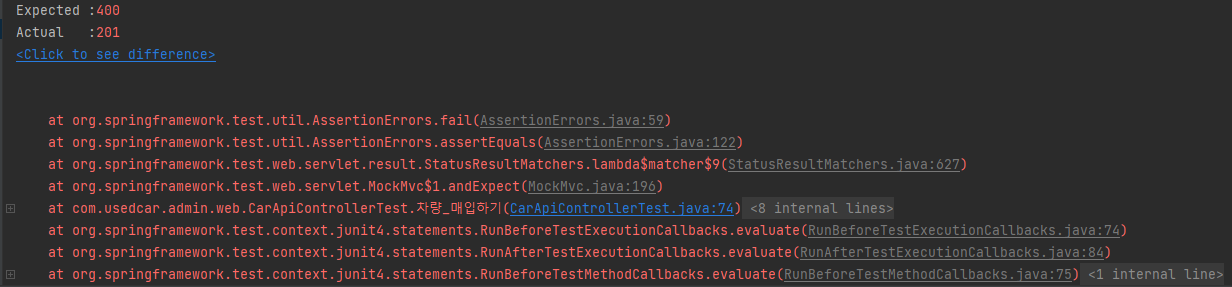 Expected :400
Actual   :201
<Click to see difference>
at org.springframework.test.util.AssertionErrors.fail(AssertionErrors.java:59)
at org.springframework.test.util.AssertionErrors.assertEquals(AssertionErrors.java:122)
at org.springframework.test.web.servlet.result.StatusResultMatchers.lambda$matcher$9(StatusResultMatchers.java:627)
at org.springframework.test.web.servlet.MockMvc$1.andExpect(MockMvc.java:196)
at com.usedcar.admin.web.CarApiControllerTest.차량_매입하기(CarApiControllerTest.java:74) <8 internal lines>
at org.springframework.test.context.junit4.statements.RunBeforeTestExecutionCallbacks.evaluate(RunBeforeTestExecutionCallbacks.java:74)
at org.springframework.test.context.junit4.statements.RunAfterTestExecutionCallbacks.evaluate(RunAfterTestExecutionCallbacks.java:84)
at org.springframework.test.context.junit4.statements.RunBeforeTestMethodCallbacks.evaluate(RunBeforeTestMethodCallbacks.java:75) <1 internal line>